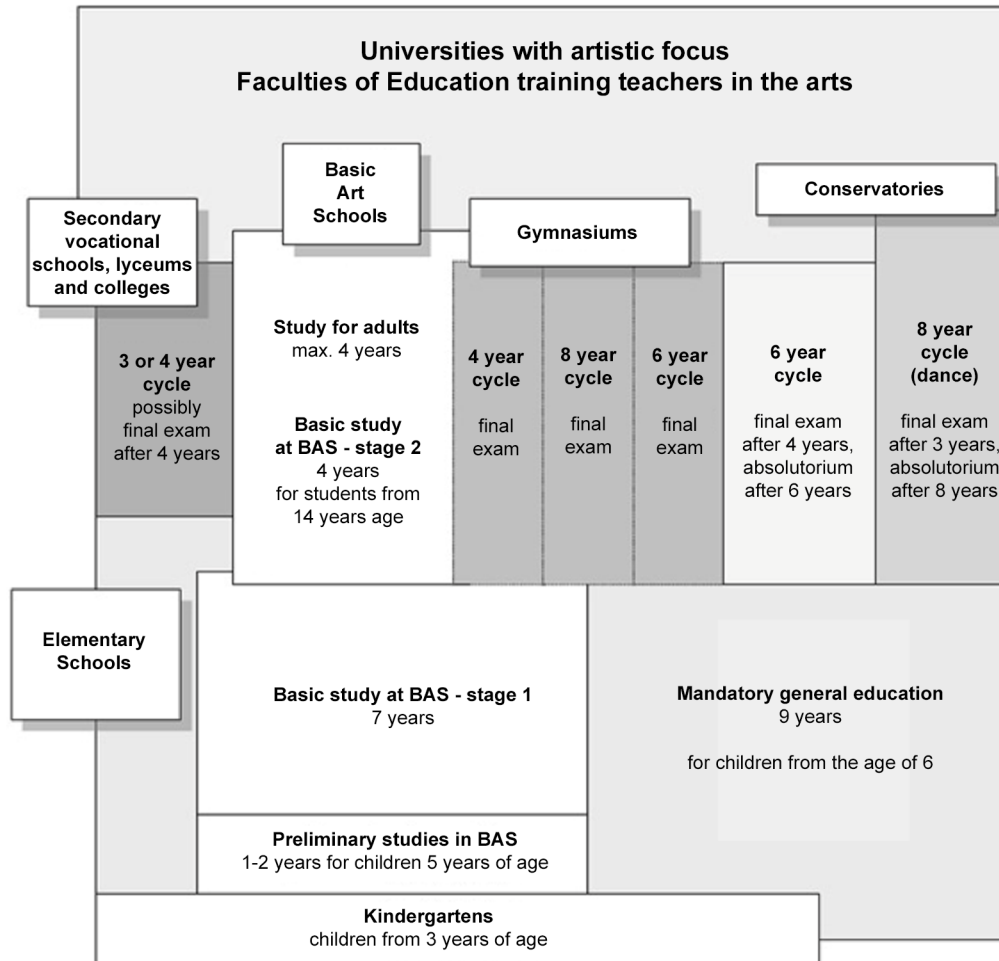 Universities with artistic focus
Faculties of Education training teachers in the arts
Basic
Art
Schools
Conservatories
Secondary
vocational
schools, lyceums
and colleges
Gymnasiums
3 or 4 year
cycle
possibly
final exam
after 4 years
Study for adults
max. 4 years
Basic study
at BAS - stage 2
4 years
for students from
14 years age
4 year
cycle
final
exam
8 year
cycle
final
exam
6 year
cycle
final
exam
6 year
cycle
final exam
after 4 years,
absolutorium
after 6 years
8 year
cycle
(dance)
final exam
after 3 years,
absolutorium
after 8 years
Elementary
Schools
Basic study at BAS - stage 1
7 years
Mandatory general education
9 years
for children from the age of 6
Preliminary studies in BAS
1-2 years for children 5 years of age
Kindergartens
children from 3 years of age